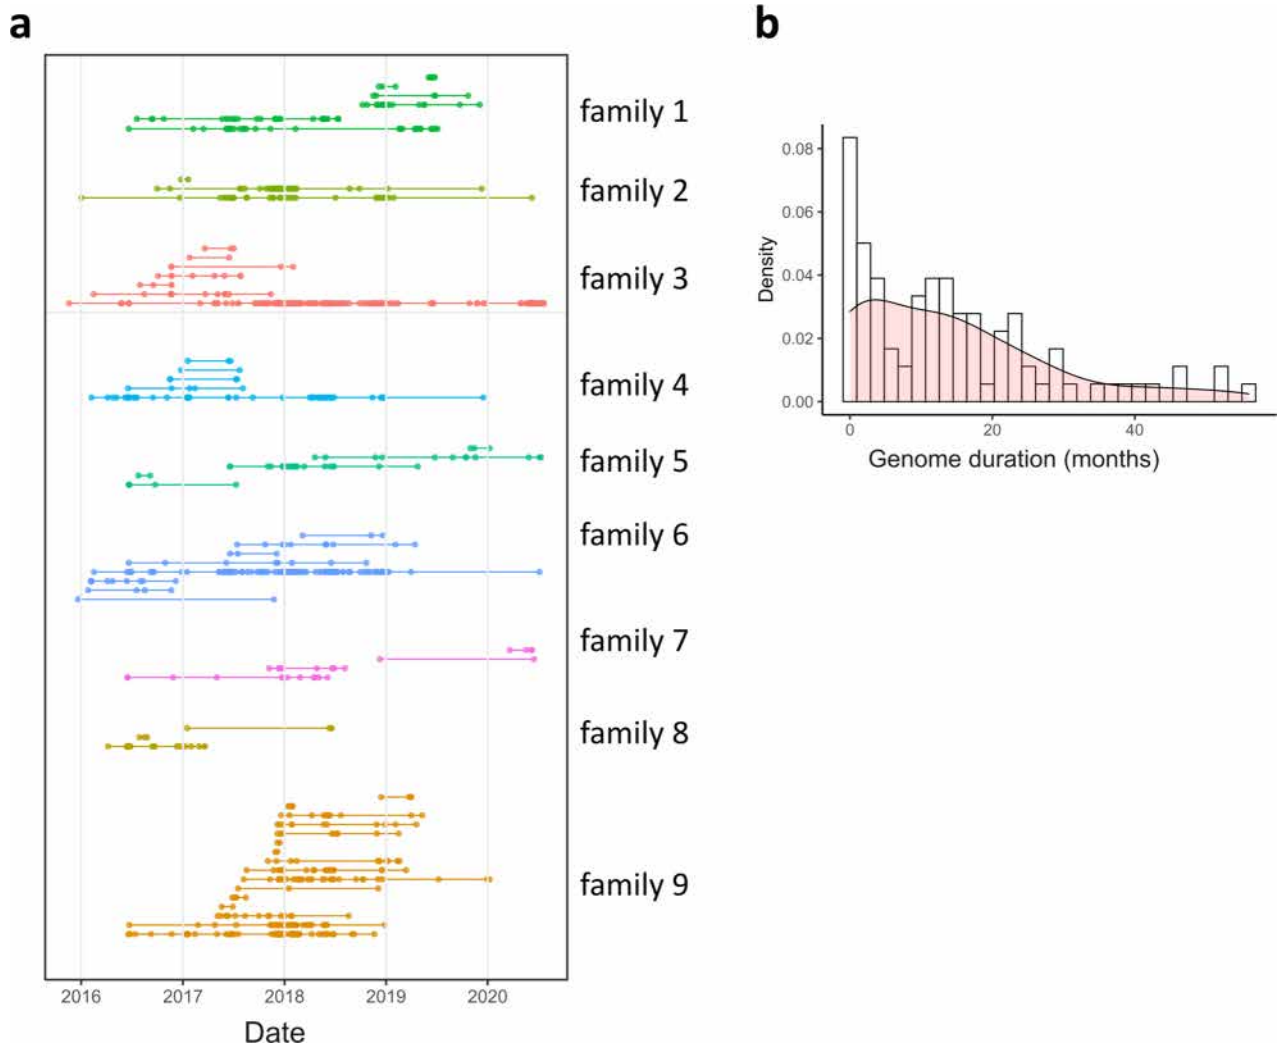 a
b
family 1
family 2
family 3
family 4
family 5
family 6
family 7
family 8
family 9
2016 2017 2018 2019 2020
Date
0.08
0.06
0.04
0.02
0.00
Density
0 20 40
Genome duration (months)